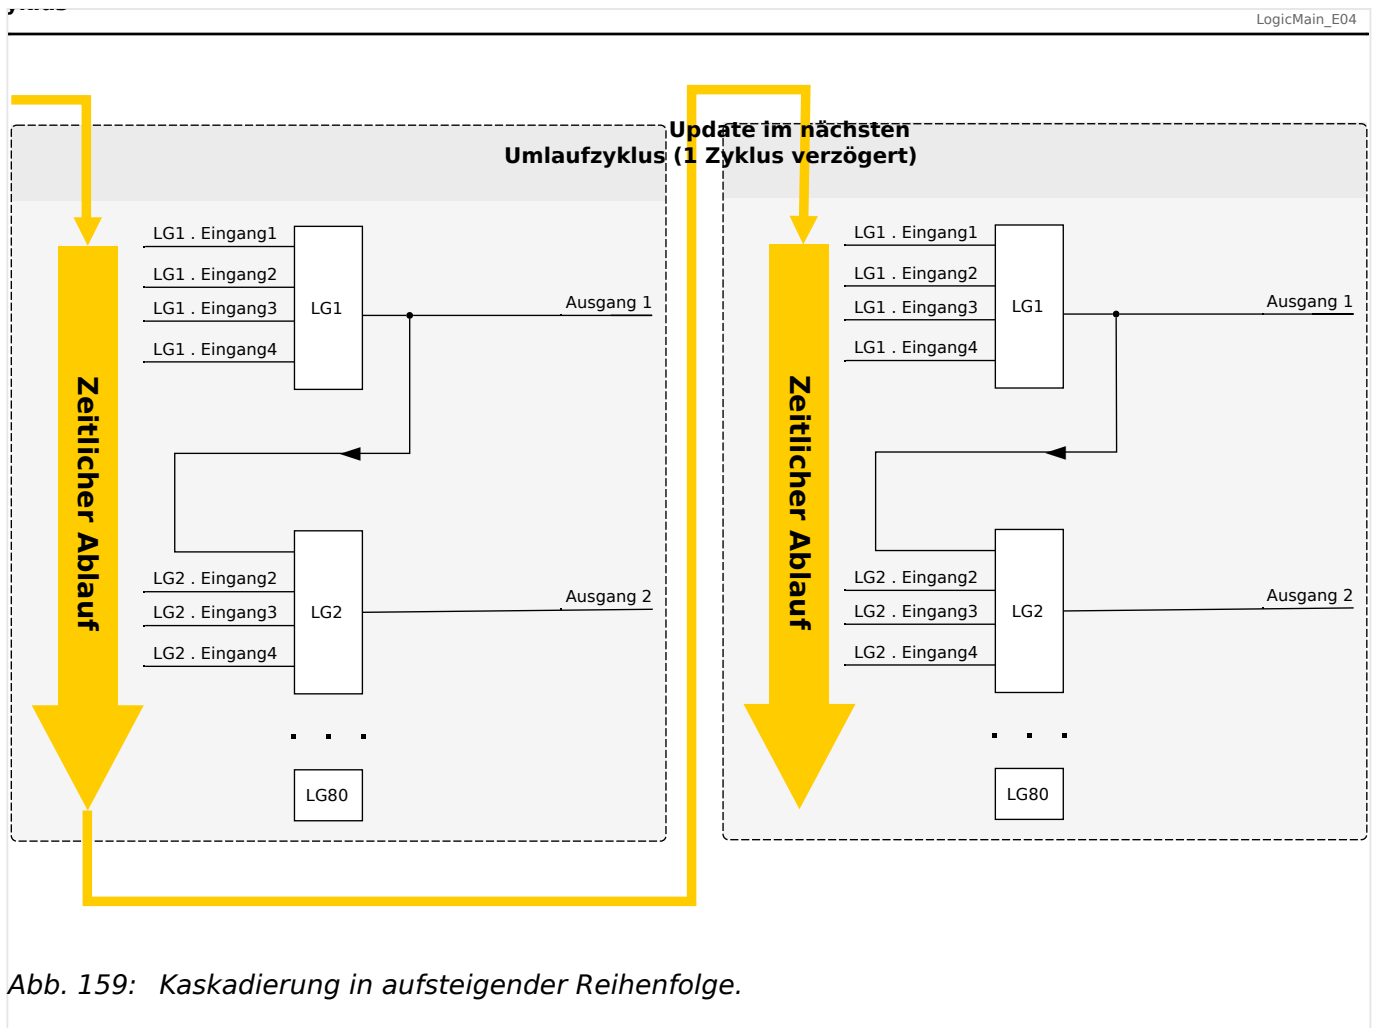 LogicMain_E04
Update im nächsten
Umlaufzyklus (1 Zyklus verzögert)
Zeitlicher Ablauf
LG1 . Eingang1
LG1 . Eingang2
LG1 . Eingang3
LG1 . Eingang4
LG1
Ausgang 1
LG2 . Eingang2
LG2 . Eingang3
LG2 . Eingang4
LG2
Ausgang 2
. . .
LG80
Zeitlicher Ablauf
LG1 . Eingang1
LG1 . Eingang2
LG1 . Eingang3
LG1 . Eingang4
LG1
Ausgang 1
LG2 . Eingang2
LG2 . Eingang3
LG2 . Eingang4
LG2
Ausgang 2
. . .
LG80
Abb. 159: Kaskadierung in aufsteigender Reihenfolge.